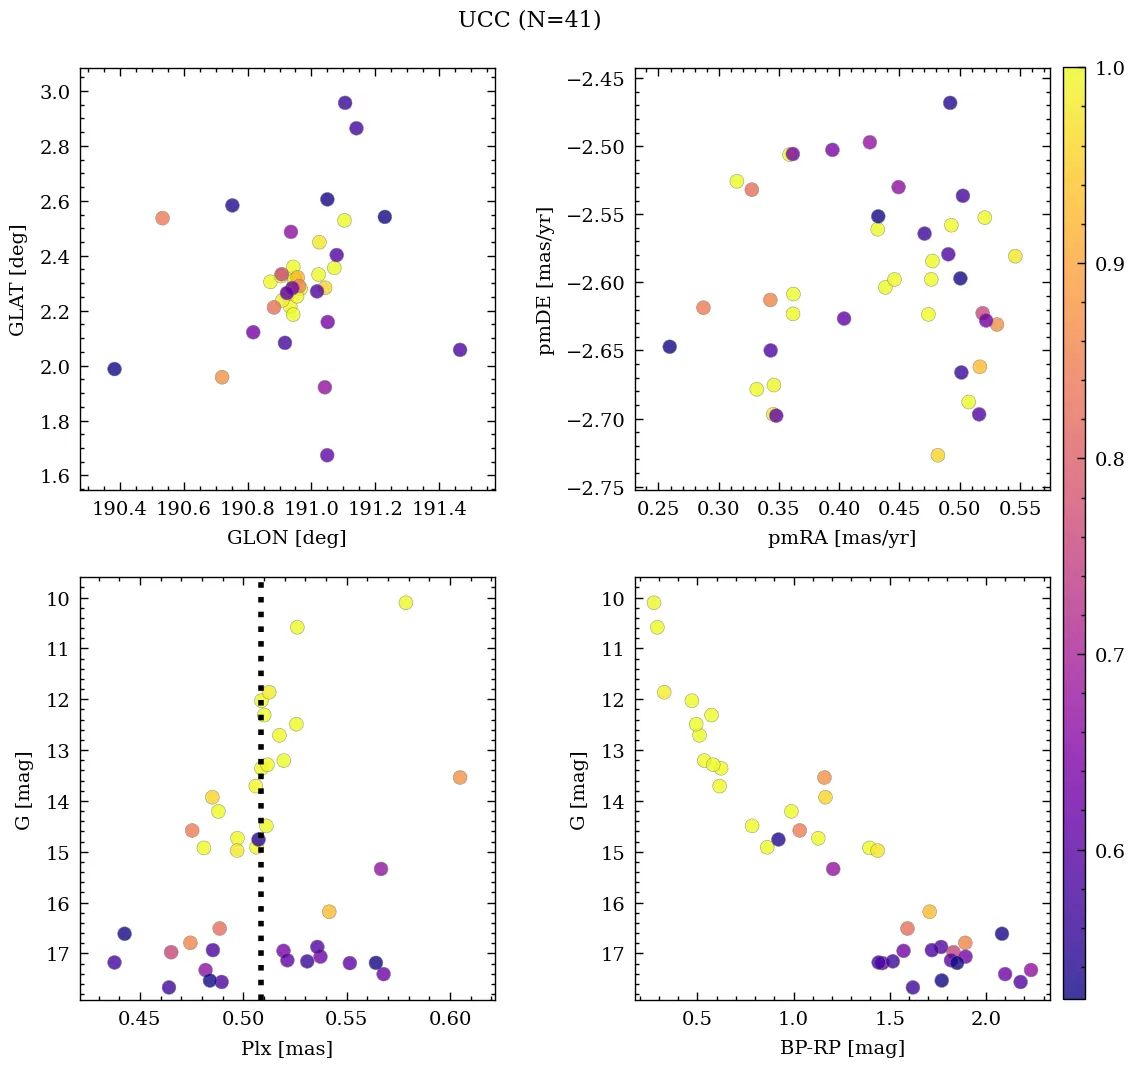 UCC (N=41)
3.0
2.8
2.6
2.4
2.2
2.0
1.8
1.6
GLAT [deg]
190.4 190.6 190.8 191.0 191.2 191.4
GLON [deg]
−2.45
−2.50
−2.55
−2.60
−2.65
−2.70
−2.75
pmDE [mas/yr]
0.25 0.30 0.35 0.40 0.45 0.50 0.55
pmRA [mas/yr]
10
11
12
13
14
15
16
17
G [mag]
0.45 0.50 0.55 0.60
Plx [mas]
10
11
12
13
14
15
16
17
G [mag]
0.5 1.0 1.5 2.0
BP-RP [mag]
1.0
0.9
0.8
0.7
0.6